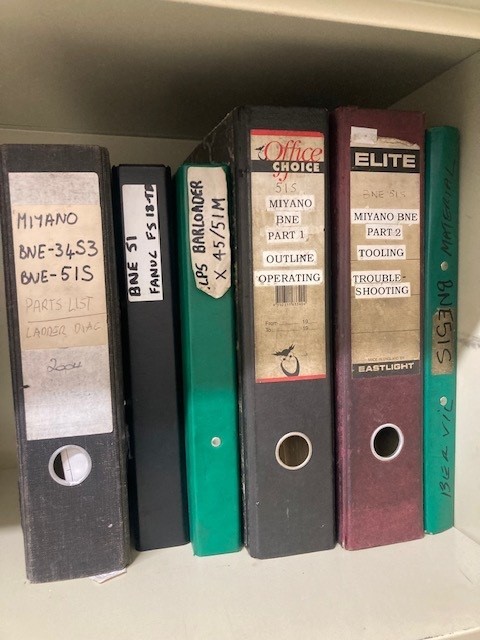 MIYANO
BNE-34S3
BNE-51S
PARTS LIST
LADDER DIAG
2004
BNE 51
FANUC FS 18-TB
LPS BARLOADER
X 45/51M
Office
CHOICE
51S
MIYANO
BNE
PART 1
OUTLINE
OPERATING
ELITE
BNE 51
MIYANO BNE
PART 2
TOOLING
TROUBLE-
SHOOTING
EASTLIGHT
BNE51S